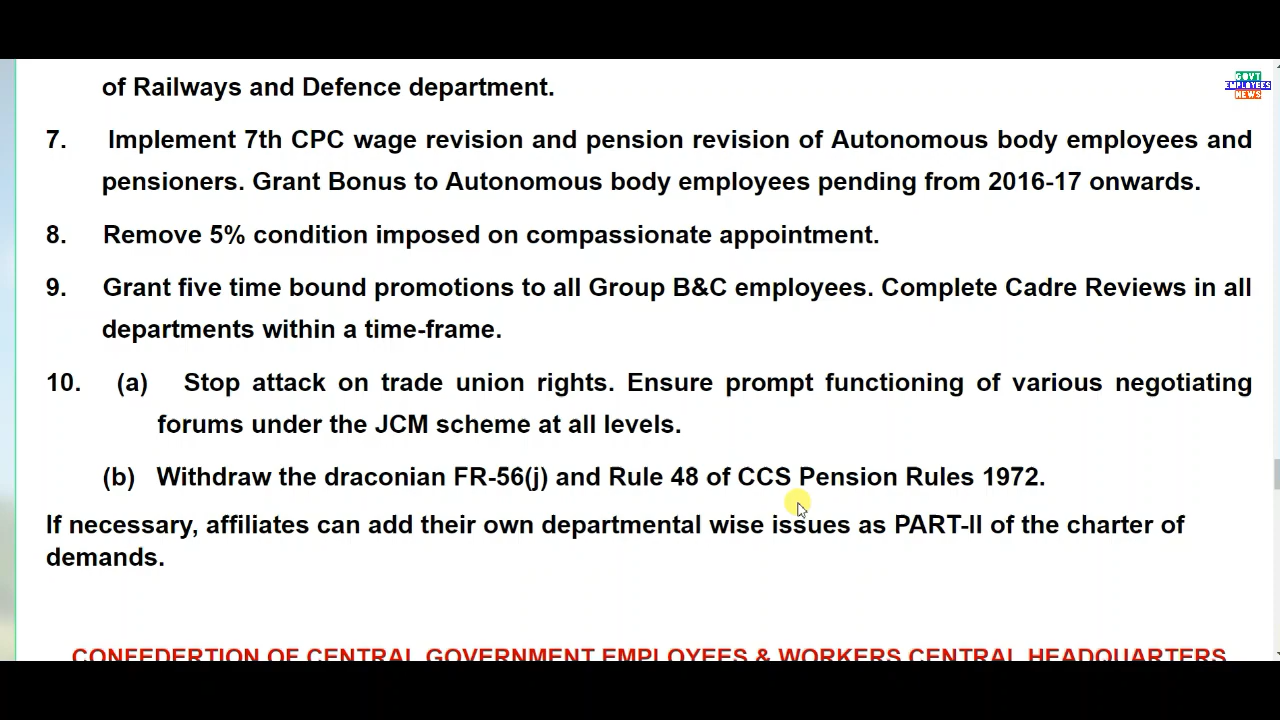 of Railways and Defence department.
GOVT
EMPLOYEES
NEWS
7. Implement 7th CPC wage revision and pension revision of Autonomous body employees and
pensioners. Grant Bonus to Autonomous body employees pending from 2016-17 onwards.
8. Remove 5% condition imposed on compassionate appointment.
9. Grant five time bound promotions to all Group B&C employees. Complete Cadre Reviews in all
departments within a time-frame.
10. (a) Stop attack on trade union rights. Ensure prompt functioning of various negotiating
forums under the JCM scheme at all levels.
(b) Withdraw the draconian FR-56(j) and Rule 48 of CCS Pension Rules 1972.
If necessary, affiliates can add their own departmental wise issues as PART-II of the charter of
demands.
CONFEDERTION OF CENTRAL GOVERNMENT EMPLOYEES & WORKERS CENTRAL HEADQUARTERS